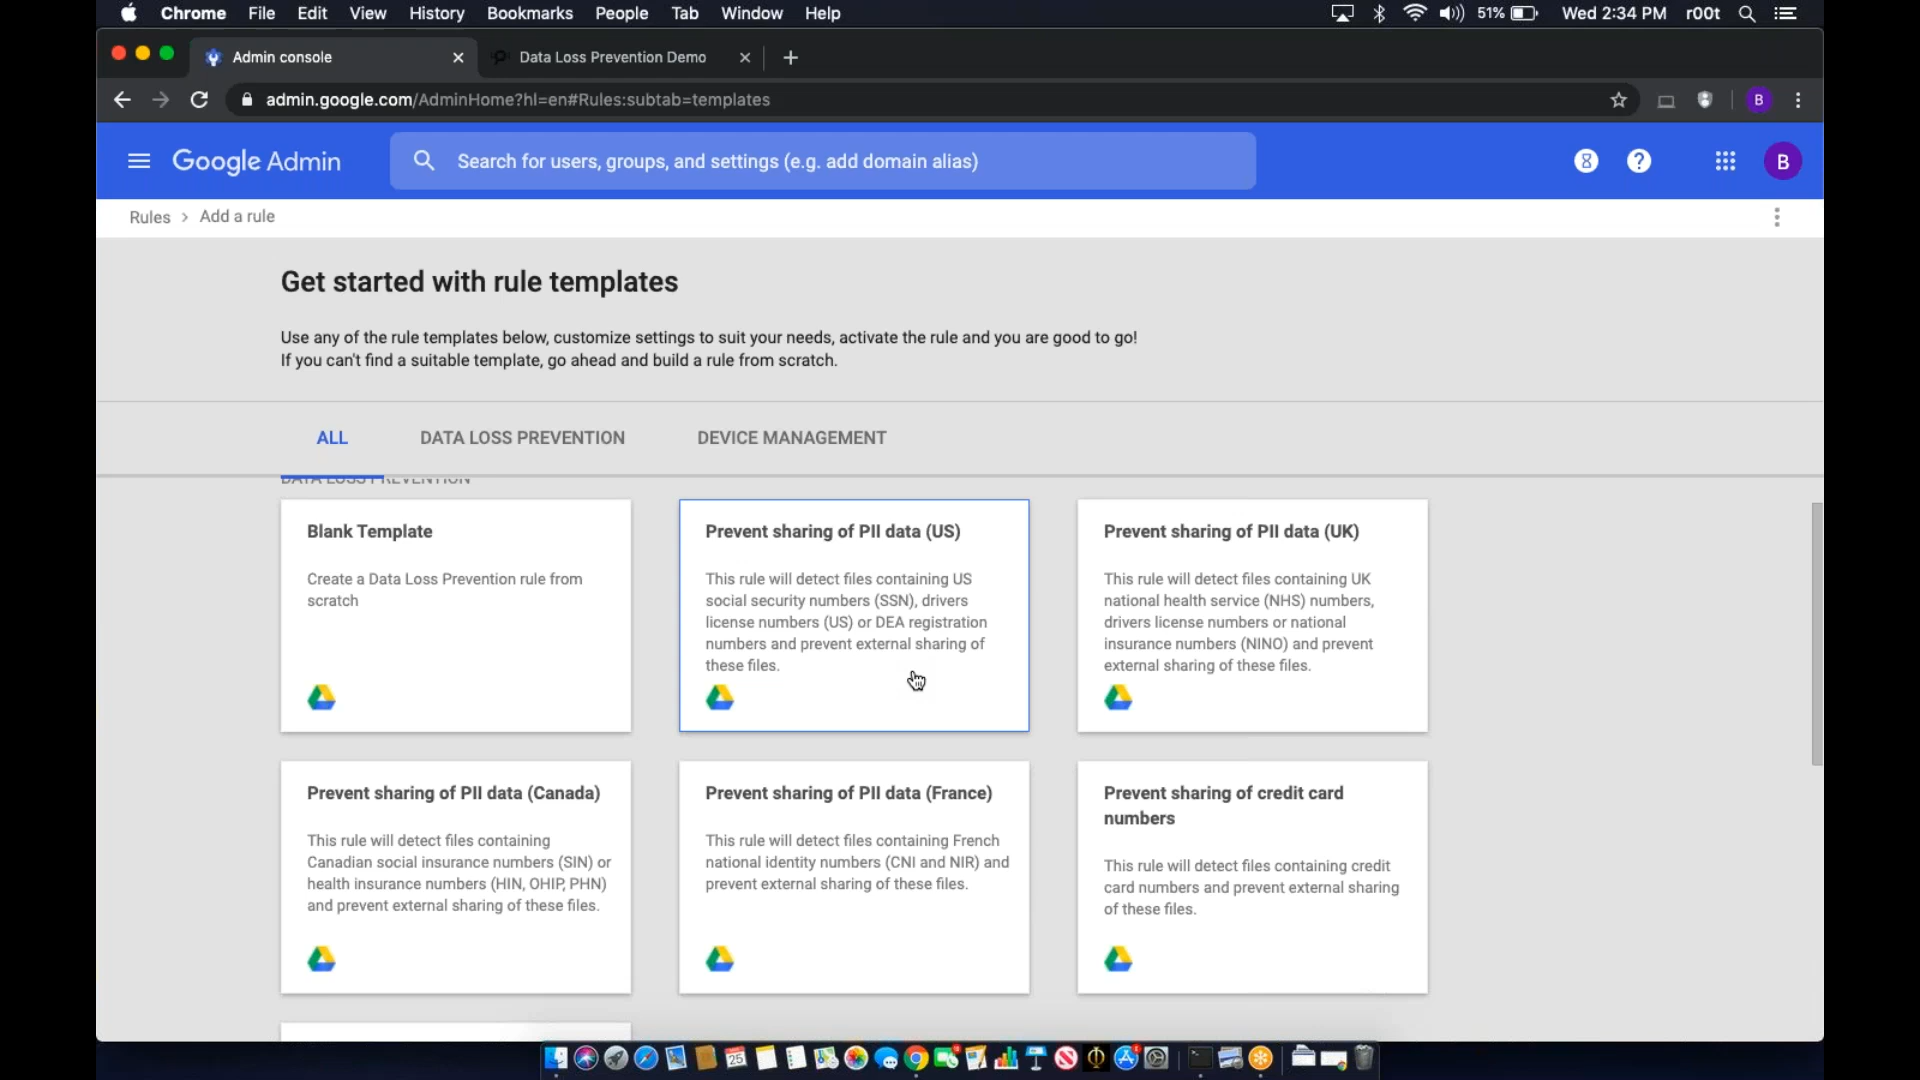 Chrome File Edit View History Bookmarks People Tab Window Help 51% Wed 2:34 PM r00t
Admin console Data Loss Prevention Demo
admin.google.com/AdminHome?hl=en#Rules:subtab=templates B
Google Admin Search for users, groups, and settings (e.g. add domain alias) 8 ? B
Rules > Add a rule
Get started with rule templates
Use any of the rule templates below, customize settings to suit your needs, activate the rule and you are good to go!
If you can't find a suitable template, go ahead and build a rule from scratch.
ALL DATA LOSS PREVENTION DEVICE MANAGEMENT
DATA LOSS PREVENTION
Blank Template
Create a Data Loss Prevention rule from
scratch
Prevent sharing of PII data (US)
This rule will detect files containing US
social security numbers (SSN), drivers
license numbers (US) or DEA registration
numbers and prevent external sharing of
these files.
Prevent sharing of PII data (UK)
This rule will detect files containing UK
national health service (NHS) numbers,
drivers license numbers or national
insurance numbers (NINO) and prevent
external sharing of these files.
Prevent sharing of PII data (Canada)
This rule will detect files containing
Canadian social insurance numbers (SIN) or
health insurance numbers (HIN, OHIP, PHN)
and prevent external sharing of these files.
Prevent sharing of PII data (France)
This rule will detect files containing French
national identity numbers (CNI and NIR) and
prevent external sharing of these files.
Prevent sharing of credit card
numbers
This rule will detect files containing credit
card numbers and prevent external sharing
of these files.
25